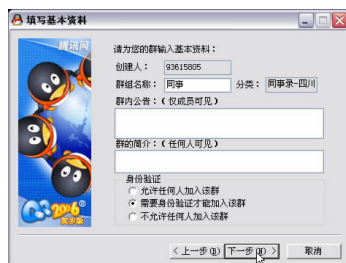 填写基本资料
腾讯网
请为您的群输入基本资料：
创建人： 93615805
群组名称： 同事 分类： 同事录-四川
群内公告：(仅成员可见)
群的简介：(任何人可见)
身份验证
允许任何人加入该群
需要身份验证才能加入该群
不允许任何人加入该群
2006
贺岁版
<上一步(B) 下一步(N)> 取消